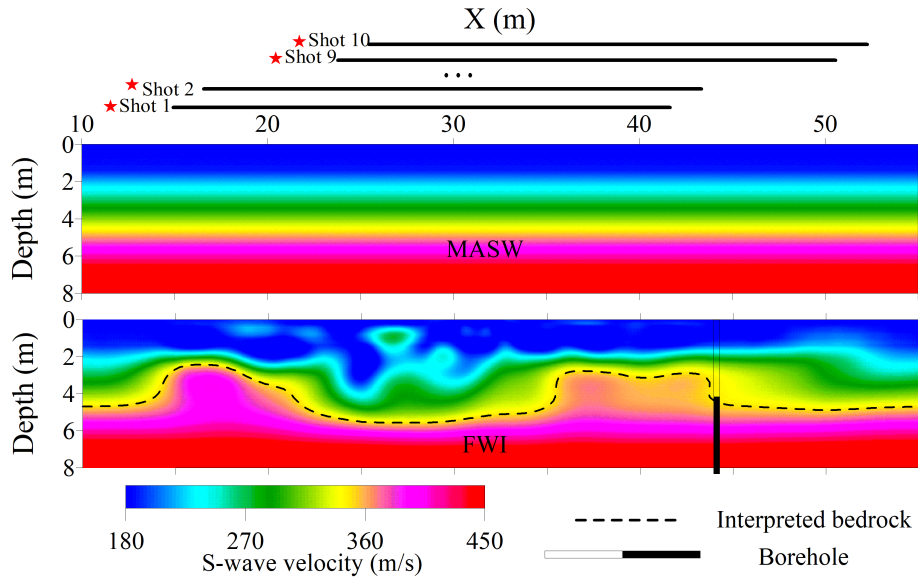 X (m)
Shot 10
Shot 9
...
Shot 2
Shot 1
10 20 30 40 50
0
2
4
6
8
Depth (m)
MASW
0
2
4
6
8
Depth (m)
FWI
180 270 360 450
S-wave velocity (m/s)
Interpreted bedrock
Borehole